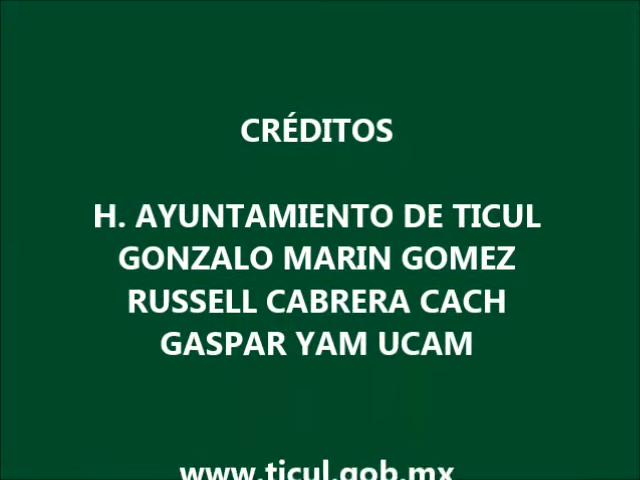 CRÉDITOS
H. AYUNTAMIENTO DE TICUL
GONZALO MARIN GOMEZ
RUSSELL CABRERA CACH
GASPAR YAM UCAM
www.ticul.gob.mx